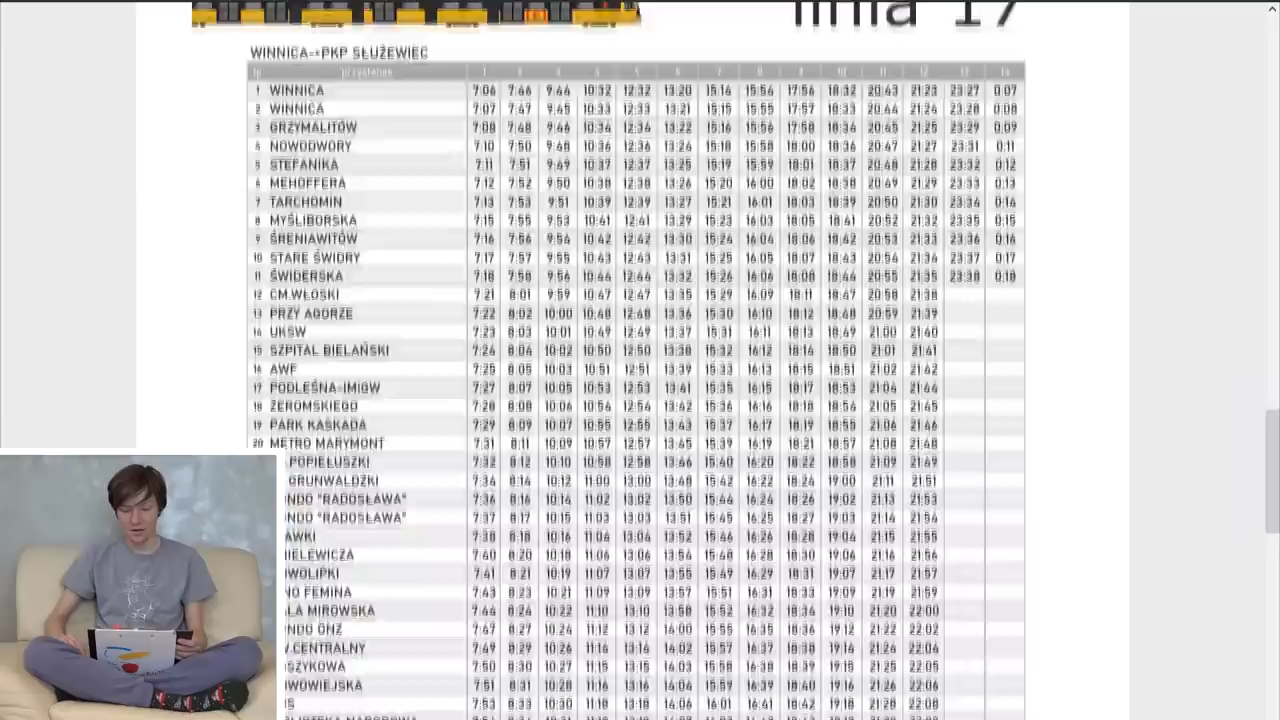 linia 17
WINNICA=>PKP SŁUŻEWIEC
lp przystanek 1 2 3 4 5 6 7 8 9 10 11 12 13 14
1 WINNICA 7:06 7:46 9:44 10:32 12:32 13:20 15:14 15:54 17:56 18:32 20:43 21:23 23:27 0:07
2 WINNICA 7:07 7:47 9:45 10:33 12:33 13:21 15:15 15:55 17:57 18:33 20:44 21:24 23:28 0:08
3 GRZYMALITÓW 7:08 7:48 9:46 10:34 12:34 13:22 15:16 15:56 17:58 18:34 20:45 21:25 23:29 0:09
4 NOWODWORY 7:10 7:50 9:48 10:36 12:36 13:24 15:18 15:58 18:00 18:36 20:47 21:27 23:31 0:11
5 STEFANIKA 7:11 7:51 9:49 10:37 12:37 13:25 15:19 15:59 18:01 18:37 20:48 21:28 23:32 0:12
6 MEHOFFERA 7:12 7:52 9:50 10:38 12:38 13:26 15:20 16:00 18:02 18:38 20:49 21:29 23:33 0:13
7 TARCHOMIN 7:13 7:53 9:51 10:39 12:39 13:27 15:21 16:01 18:03 18:39 20:50 21:30 23:34 0:14
8 MYŚLIBORSKA 7:15 7:55 9:53 10:41 12:41 13:29 15:23 16:03 18:05 18:41 20:52 21:32 23:35 0:15
9 ŚRENIAWITÓW 7:16 7:56 9:54 10:42 12:42 13:30 15:24 16:04 18:06 18:42 20:53 21:33 23:36 0:16
10 STARE ŚWIDRY 7:17 7:57 9:55 10:43 12:43 13:31 15:25 16:05 18:07 18:43 20:54 21:34 23:37 0:17
11 ŚWIDERSKA 7:18 7:58 9:56 10:44 12:44 13:32 15:26 16:06 18:08 18:44 20:55 21:35 23:38 0:18
12 CM.WŁOSKI 7:21 8:01 9:59 10:47 12:47 13:35 15:29 16:09 18:11 18:47 20:58 21:38
13 PRZY AGORZE 7:22 8:02 10:00 10:48 12:48 13:36 15:30 16:10 18:12 18:48 20:59 21:39
14 UKSW 7:23 8:03 10:01 10:49 12:49 13:37 15:31 16:11 18:13 18:49 21:00 21:40
15 SZPITAL BIELAŃSKI 7:24 8:04 10:02 10:50 12:50 13:38 15:32 16:12 18:14 18:50 21:01 21:41
16 AWF 7:25 8:05 10:03 10:51 12:51 13:39 15:33 16:13 18:15 18:51 21:02 21:42
17 PODLEŚNA-IMIGW 7:27 8:07 10:05 10:53 12:53 13:41 15:35 16:15 18:17 18:53 21:04 21:44
18 ŻEROMSKIEGO 7:28 8:08 10:06 10:54 12:54 13:42 15:36 16:16 18:18 18:54 21:05 21:45
19 PARK KASKADA 7:29 8:09 10:07 10:55 12:55 13:43 15:37 16:17 18:19 18:55 21:06 21:46
20 METRO MARYMONT 7:31 8:11 10:09 10:57 12:57 13:45 15:39 16:19 18:21 18:57 21:08 21:48
POPIEŁUSZKI 7:32 8:12 10:10 10:58 12:58 13:46 15:40 16:20 18:22 18:58 21:09 21:49
GRUNWALDZKI 7:34 8:14 10:12 11:00 13:00 13:48 15:42 16:22 18:24 19:00 21:11 21:51
NDO "RADOSŁAWA" 7:36 8:16 10:14 11:02 13:02 13:50 15:44 16:24 18:26 19:02 21:13 21:53
NDO "RADOSŁAWA" 7:37 8:17 10:15 11:03 13:03 13:51 15:45 16:25 18:27 19:03 21:14 21:54
AWKI 7:38 8:18 10:16 11:04 13:04 13:52 15:46 16:26 18:28 19:04 21:15 21:55
IELEWICZA 7:40 8:20 10:18 11:06 13:06 13:54 15:48 16:28 18:30 19:06 21:16 21:56
WOLIPKI 7:41 8:21 10:19 11:07 13:07 13:55 15:49 16:29 18:31 19:07 21:17 21:57
NO FEMINA 7:43 8:23 10:21 11:09 13:09 13:57 15:51 16:31 18:33 19:09 21:19 21:59
LA MIROWSKA 7:44 8:24 10:22 11:10 13:10 13:58 15:52 16:32 18:34 19:10 21:20 22:00
NDO ONZ 7:47 8:27 10:24 11:12 13:12 14:00 15:55 16:35 18:36 19:12 21:22 22:02
CENTRALNY 7:49 8:29 10:26 11:14 13:14 14:02 15:57 16:37 18:38 19:14 21:24 22:04
SZYKOWA 7:50 8:30 10:27 11:15 13:15 14:03 15:58 16:38 18:39 19:15 21:25 22:05
WOWIEJSKA 7:51 8:31 10:28 11:16 13:16 14:04 15:59 16:39 18:40 19:16 21:26 22:06
7:53 8:33 10:30 11:18 13:18 14:06 16:01 16:41 18:42 19:18 21:28 22:08